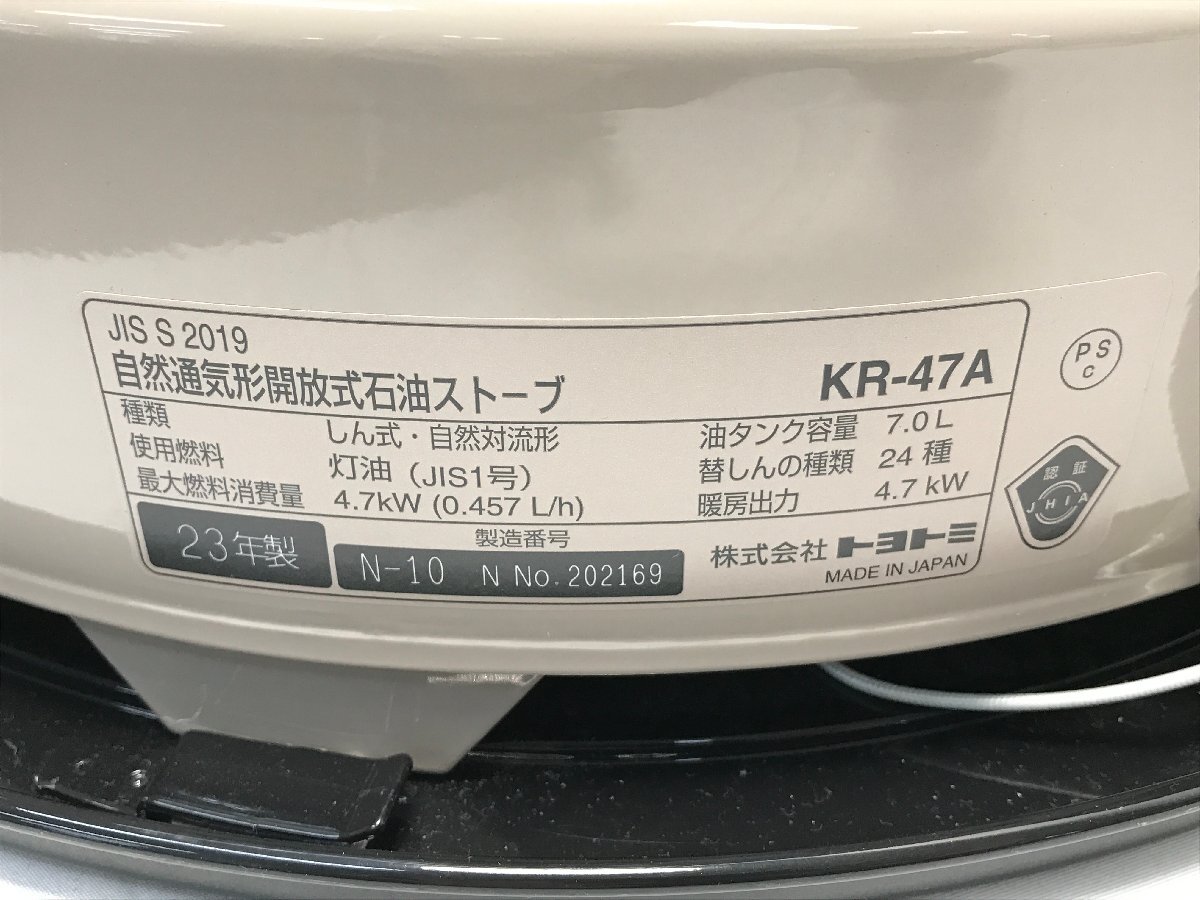 JIS S 2019
自然通気形開放式石油ストーブ KR-47A
種類 しん式・自然対流形 油タンク容量 7.0L
使用燃料 灯油（JIS1号） 替しんの種類 24種
最大燃料消費量 4.7kW (0.457 L/h) 暖房出力 4.7kW
23年製
製造番号
N-10 N No.202169
株式会社 トヨトミ
MADE IN JAPAN
PS
C
認証
JHIA